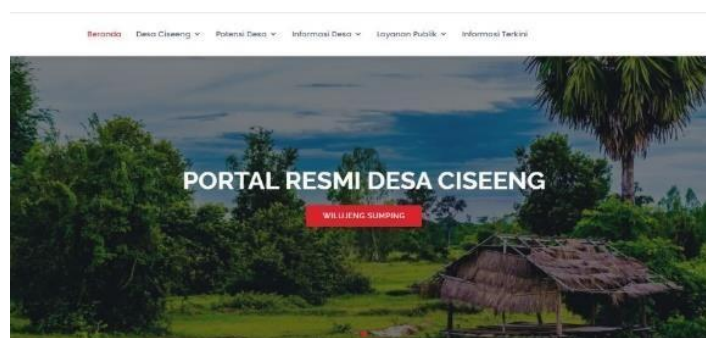 Beranda Desa Ciseeng Potensi Desa Informasi Desa Layanan Publik Informasi Terkini
PORTAL RESMI DESA CISEENG
WILUJENG SUMPING